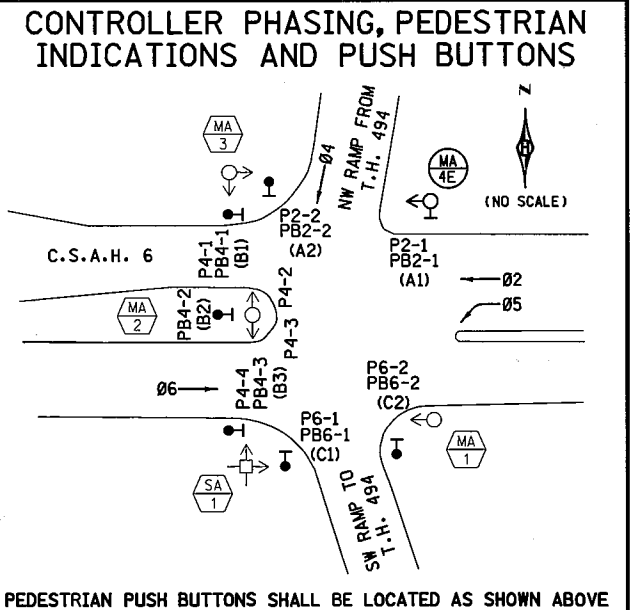 CONTROLLER PHASING, PEDESTRIAN
INDICATIONS AND PUSH BUTTONS
MA
3
Ø4
NW RAMP FROM
T.H. 494
MA
4E
Z
H
(NO SCALE)
C.S.A.H. 6
P4-1
PB4-1
(B1)
P2-2
PB2-2
(A2)
P2-1
PB2-1
(A1)
Ø2
Ø5
MA
2
PB4-2
(B2)
P4-2
P4-3
Ø6
P4-4
PB4-3
(B3)
P6-2
PB6-2
(C2)
P6-1
PB6-1
(C1)
MA
1
SA
1
SW RAMP TO
T.H. 494
PEDESTRIAN PUSH BUTTONS SHALL BE LOCATED AS SHOWN ABOVE